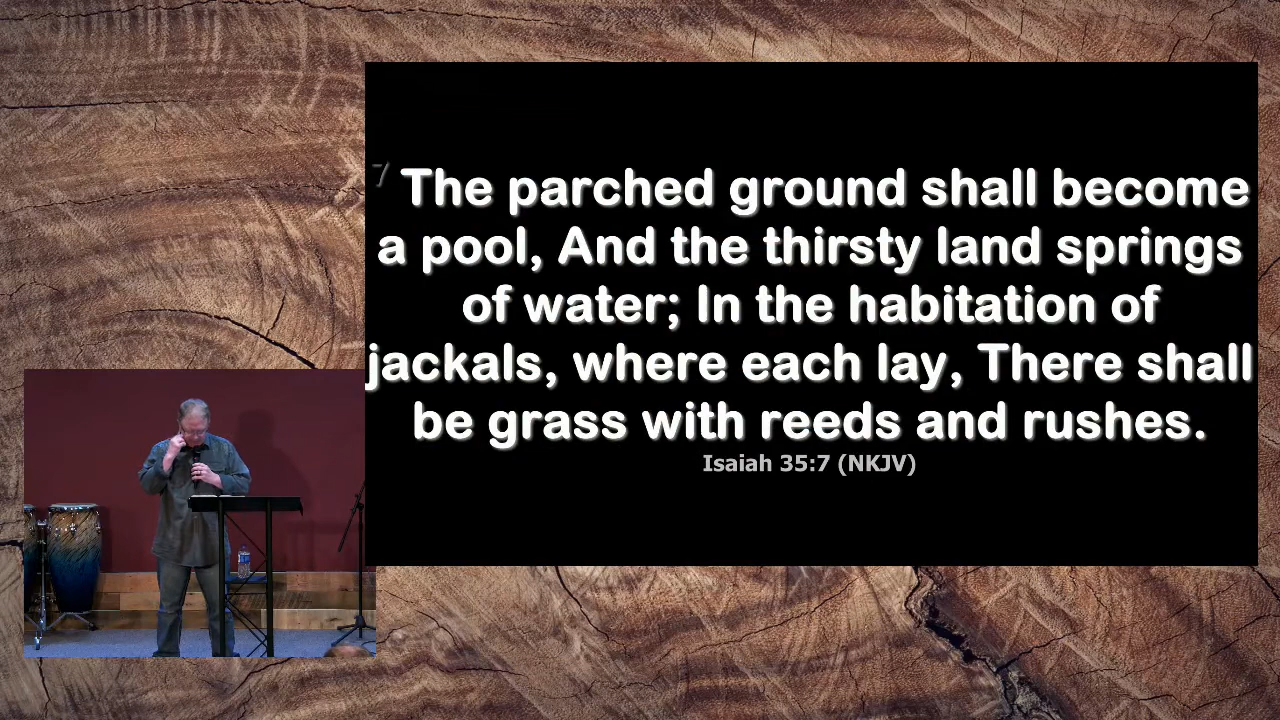 7 The parched ground shall become
a pool, And the thirsty land springs
of water; In the habitation of
jackals, where each lay, There shall
be grass with reeds and rushes.
Isaiah 35:7 (NKJV)